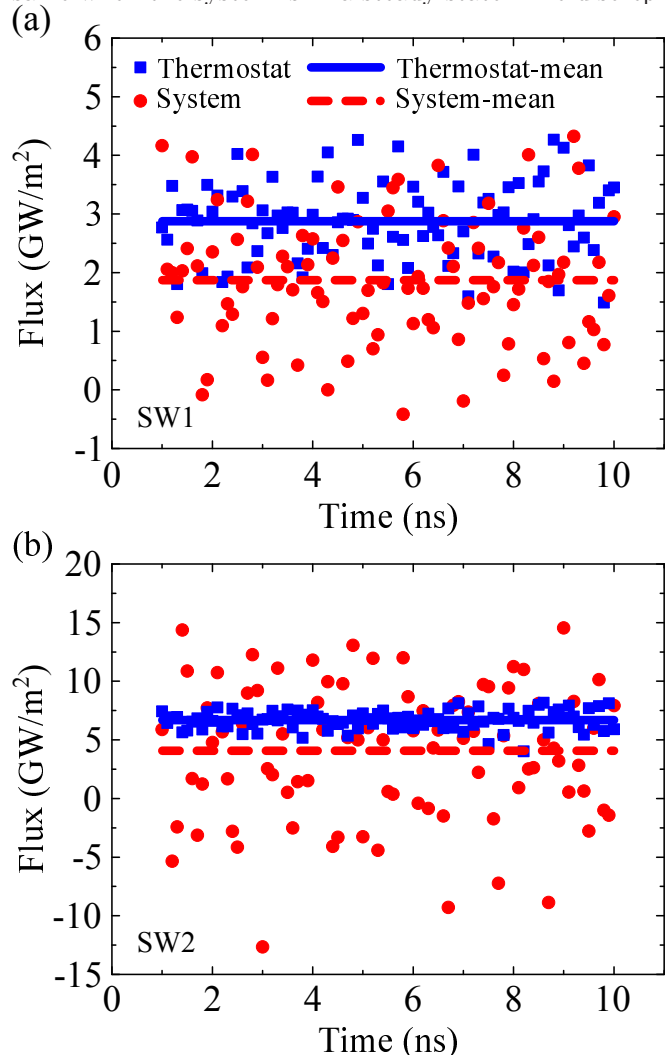 (a)
6
5
4
3
2
1
0
-1
Flux (GW/m²)
Thermostat
Thermostat-mean
System
System-mean
SW1
0 2 4 6 8 10
Time (ns)
(b)
20
15
10
5
0
-5
-10
-15
Flux (GW/m²)
SW2
0 2 4 6 8 10
Time (ns)